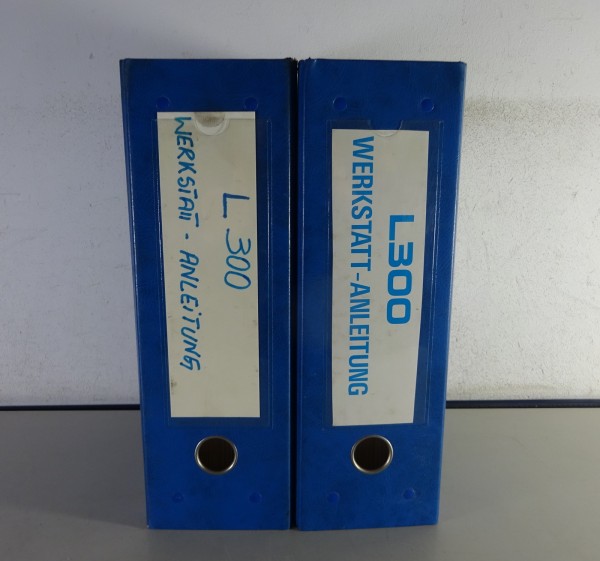 L 300
WERKSTATT - ANLEITUNG
L300
WERKSTATT-ANLEITUNG